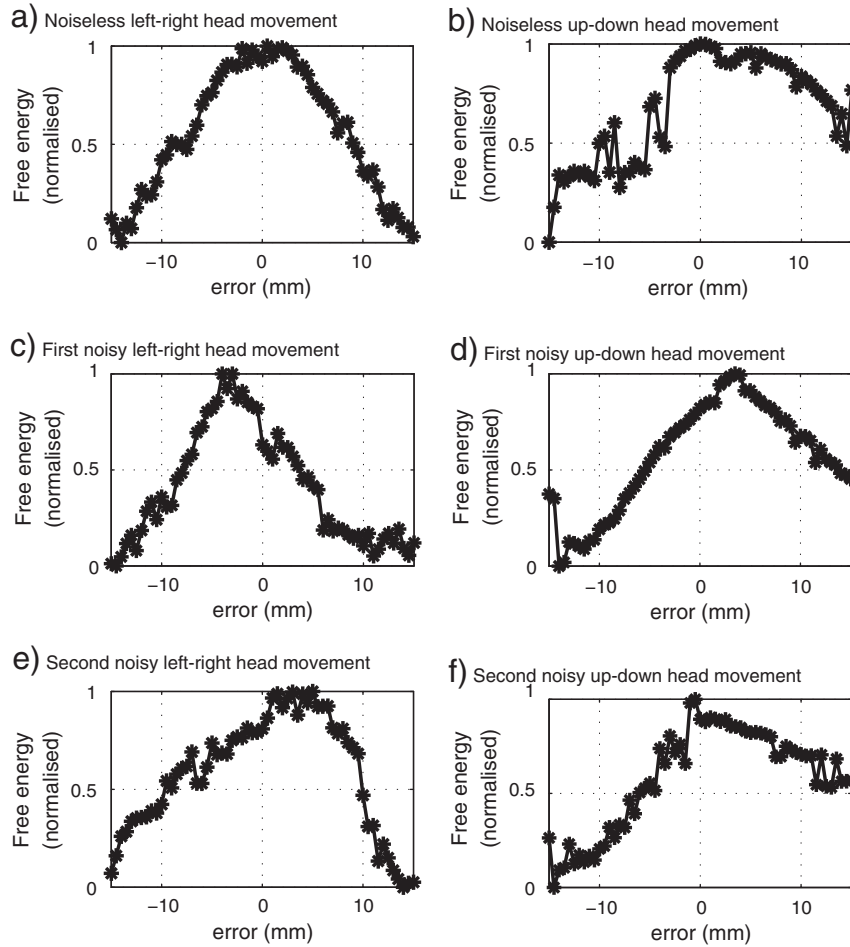 a) Noiseless left-right head movement
1
0.5
0
−10
0
10
error (mm)
Free energy
(normalised)
b) Noiseless up-down head movement
1
0.5
0
−10
0
10
error (mm)
Free energy
(normalised)
c) First noisy left-right head movement
1
0.5
0
−10
0
10
error (mm)
Free energy
(normalised)
d) First noisy up-down head movement
1
0.5
0
−10
0
10
error (mm)
Free energy
(normalised)
e) Second noisy left-right head movement
1
0.5
0
−10
0
10
error (mm)
Free energy
(normalised)
f) Second noisy up-down head movement
1
0.5
0
−10
0
10
error (mm)
Free energy
(normalised)